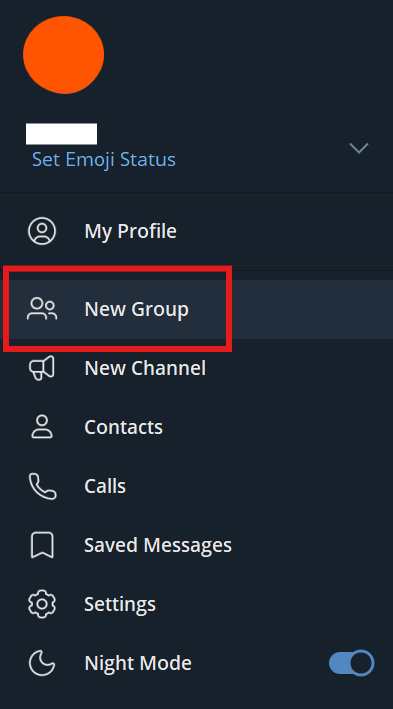 Set Emoji Status
My Profile
New Group
New Channel
Contacts
Calls
Saved Messages
Settings
Night Mode